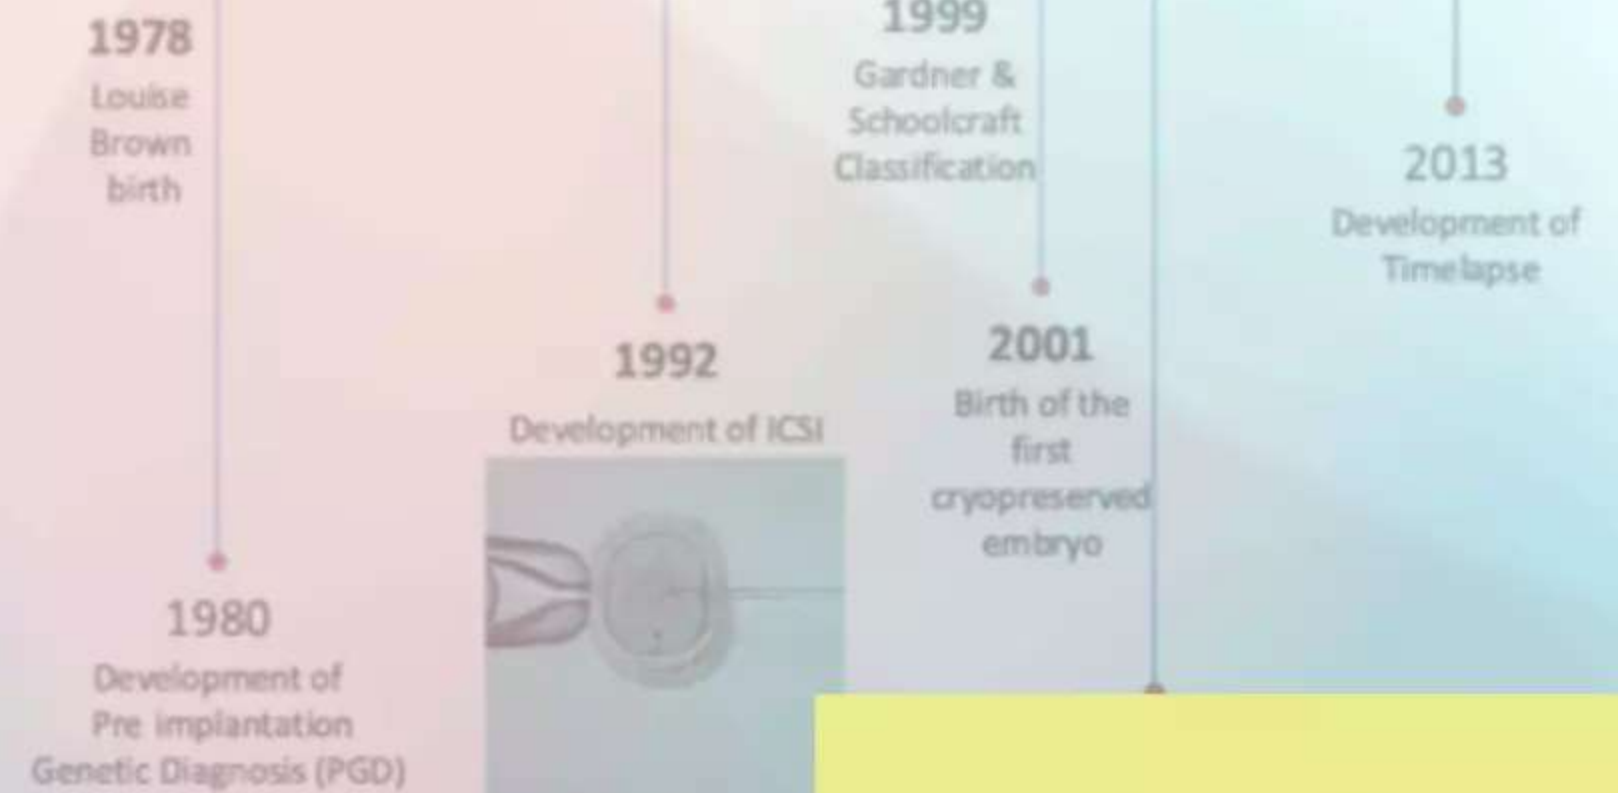 1978
Louise
Brown
birth
1980
Development of
Pre implantation
Genetic Diagnosis (PGD)
1992
Development of ICSI
1999
Gardner &
Schoolcraft
Classification
2001
Birth of the
first
cryopreserved
embryo
2013
Development of
Timelapse